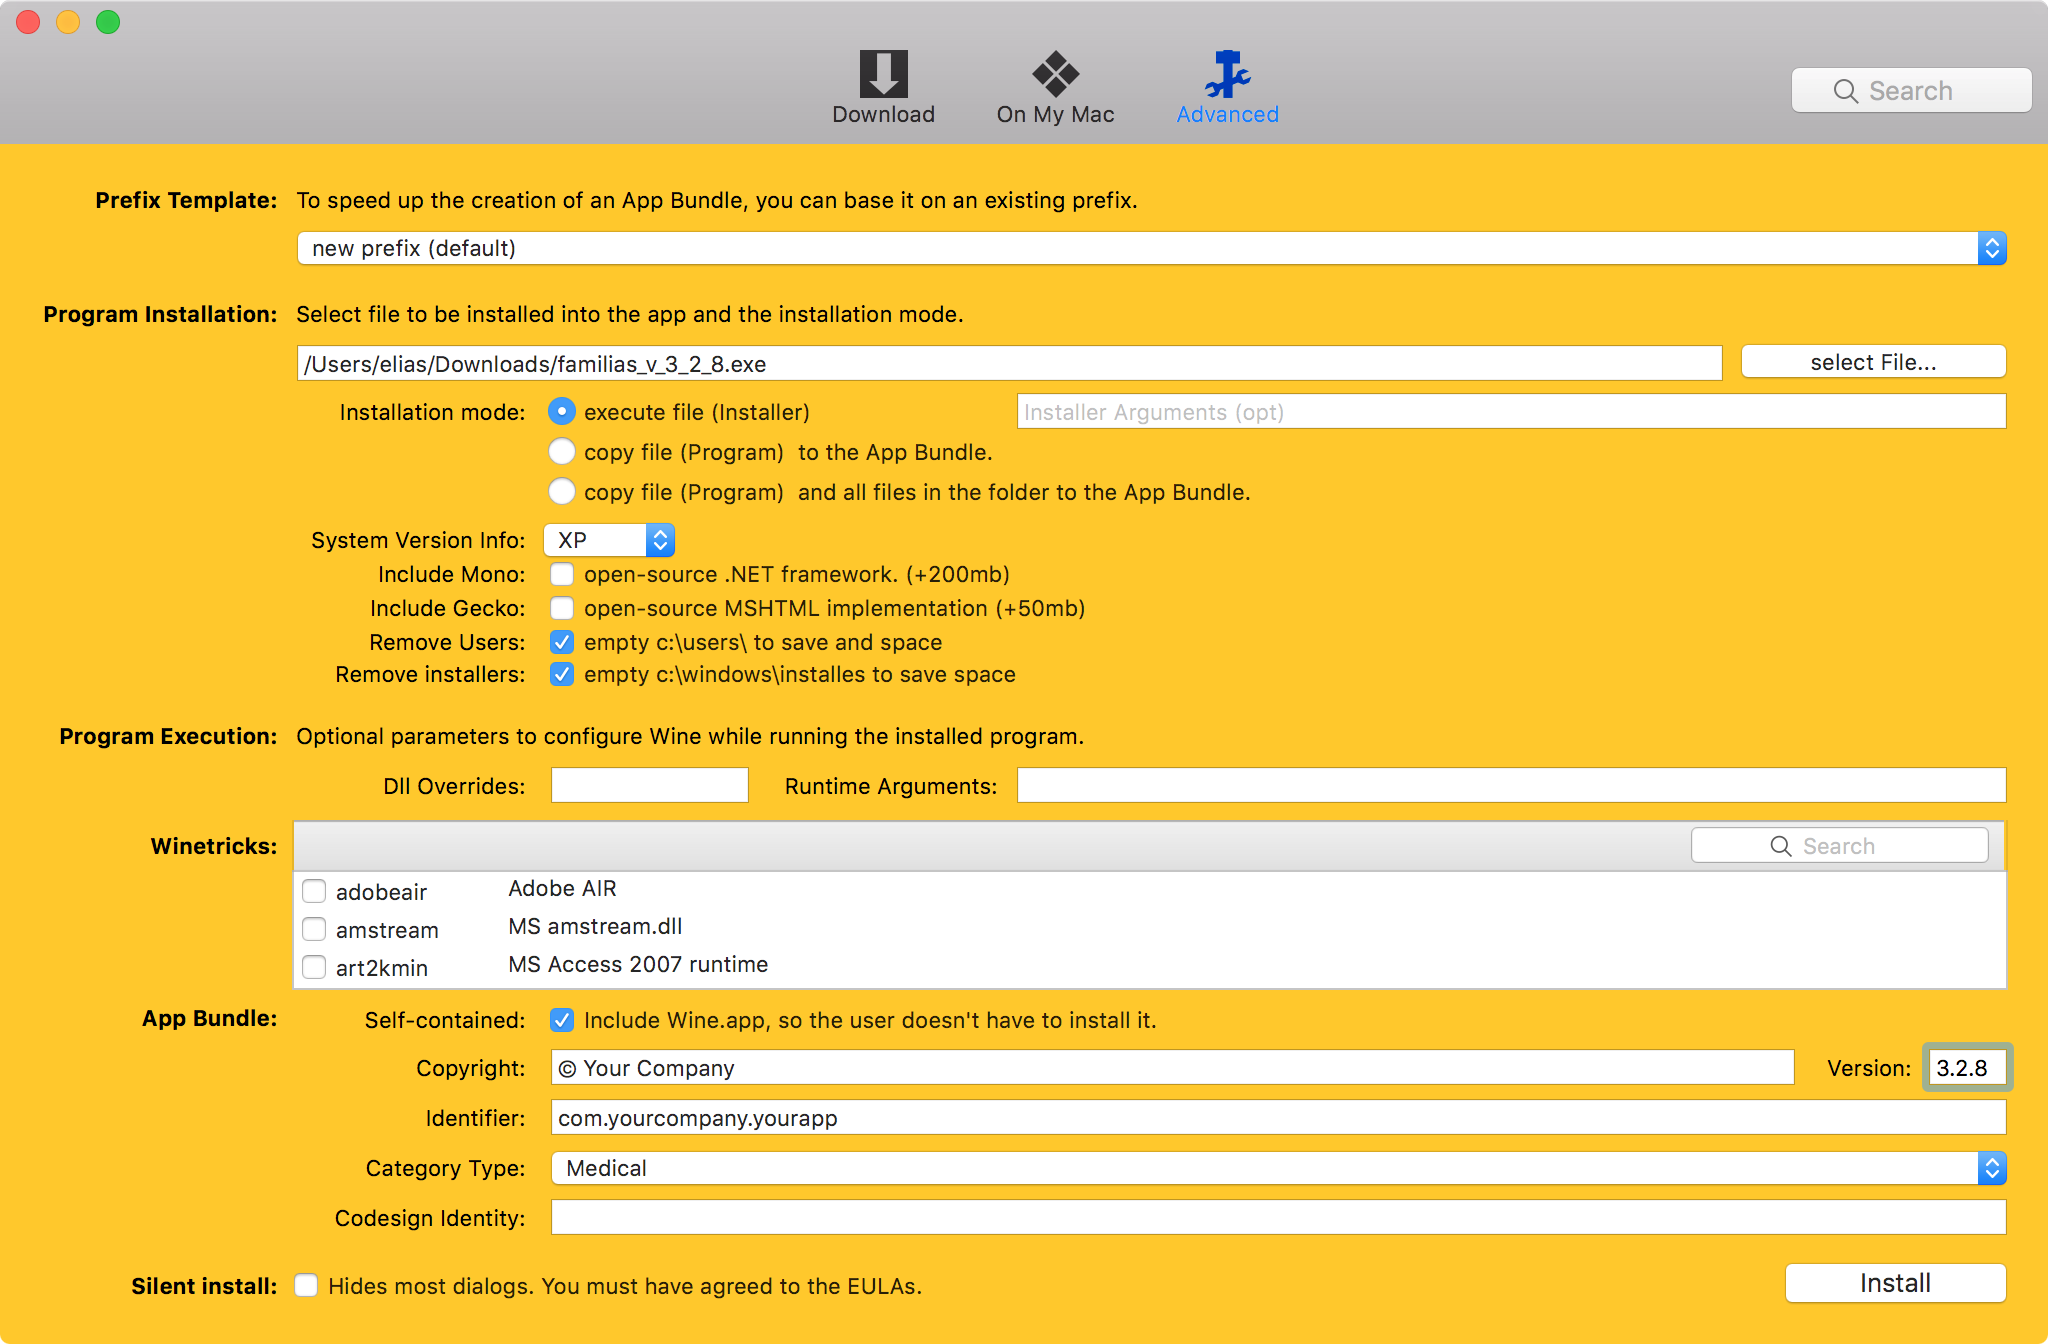 Download On My Mac Advanced Search
Prefix Template: To speed up the creation of an App Bundle, you can base it on an existing prefix.
new prefix (default)
Program Installation: Select file to be installed into the app and the installation mode.
/Users/elias/Downloads/familias_v_3_2_8.exe select File...
Installation mode: execute file (Installer) Installer Arguments (opt)
copy file (Program) to the App Bundle.
copy file (Program) and all files in the folder to the App Bundle.
System Version Info: XP
Include Mono: open-source .NET framework. (+200mb)
Include Gecko: open-source MSHTML implementation (+50mb)
Remove Users: empty c:\users\ to save and space
Remove installers: empty c:\windows\installes to save space
Program Execution: Optional parameters to configure Wine while running the installed program.
Dll Overrides: Runtime Arguments:
Winetricks: Search
adobeair Adobe AIR
amstream MS amstream.dll
art2kmin MS Access 2007 runtime
App Bundle: Self-contained: Include Wine.app, so the user doesn't have to install it.
Copyright: © Your Company Version: 3.2.8
Identifier: com.yourcompany.yourapp
Category Type: Medical
Codesign Identity:
Silent install: Hides most dialogs. You must have agreed to the EULAs. Install